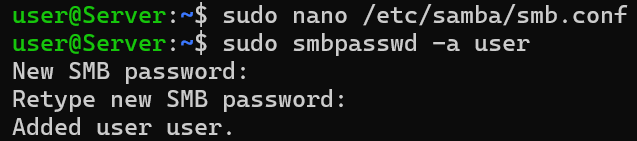 user@Server:~$ sudo nano /etc/samba/smb.conf
user@Server:~$ sudo smbpasswd -a user
New SMB password:
Retype new SMB password:
Added user user.